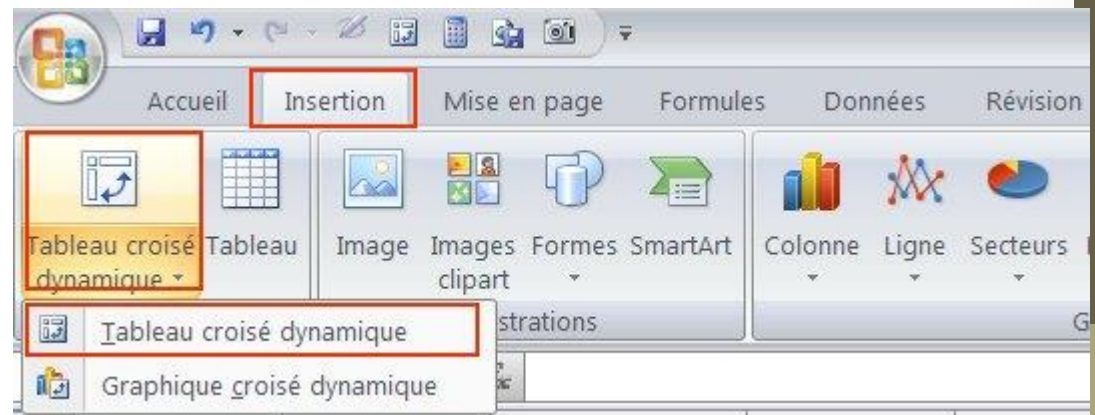 Accueil Insertion Mise en page Formules Données Révision
Tableau croisé dynamique Tableau Image Images clipart Formes SmartArt Colonne Ligne Secteurs
Tableau croisé dynamique
Graphique croisé dynamique